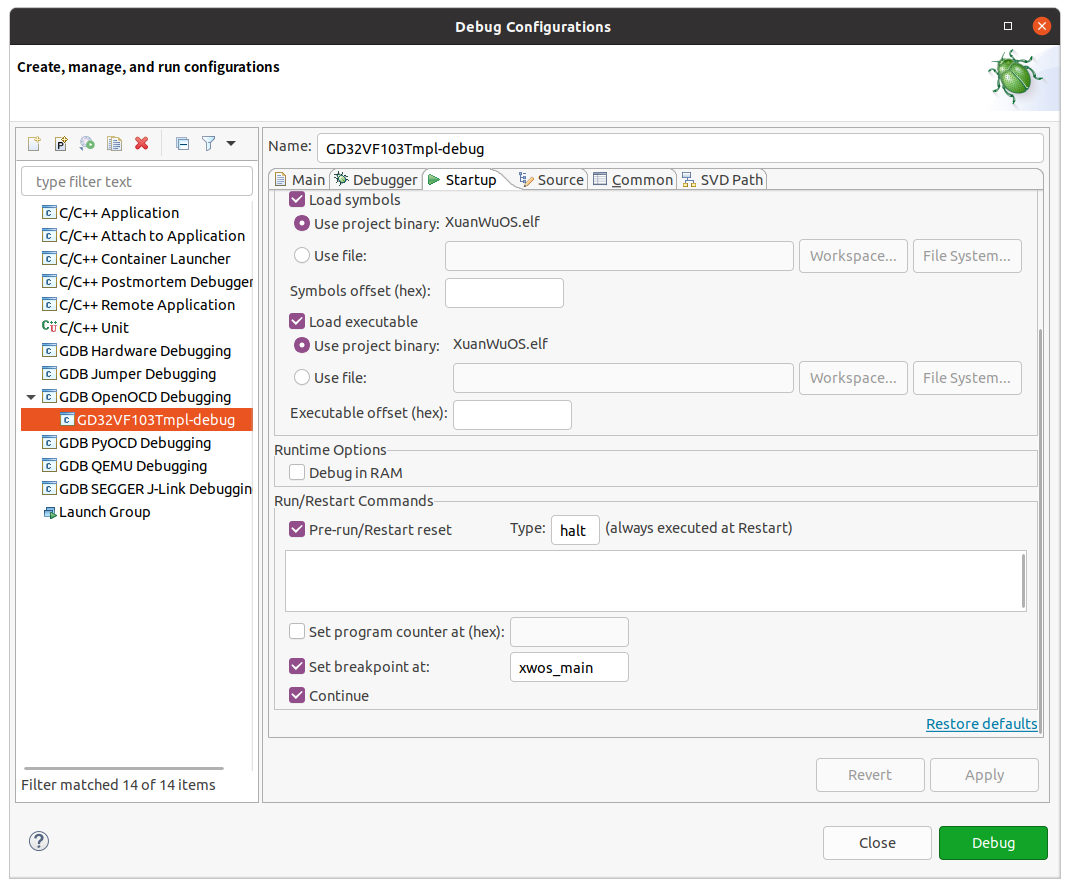 Debug Configurations
Create, manage, and run configurations
type filter text
C/C++ Application
C/C++ Attach to Application
C/C++ Container Launcher
C/C++ Postmortem Debugger
C/C++ Remote Application
C/C++ Unit
GDB Hardware Debugging
GDB Jumper Debugging
GDB OpenOCD Debugging
GD32VF103Tmpl-debug
GDB PyOCD Debugging
GDB QEMU Debugging
GDB SEGGER J-Link Debuggin
Launch Group
Filter matched 14 of 14 items
Name: GD32VF103Tmpl-debug
Main Debugger Startup Source Common SVD Path
Load symbols
Use project binary: XuanWuOS.elf
Use file: Workspace... File System...
Symbols offset (hex):
Load executable
Use project binary: XuanWuOS.elf
Use file: Workspace... File System...
Executable offset (hex):
Runtime Options
Debug in RAM
Run/Restart Commands
Pre-run/Restart reset Type: halt (always executed at Restart)
Set program counter at (hex):
Set breakpoint at: xwos_main
Continue
Restore defaults
Revert Apply
? Close Debug